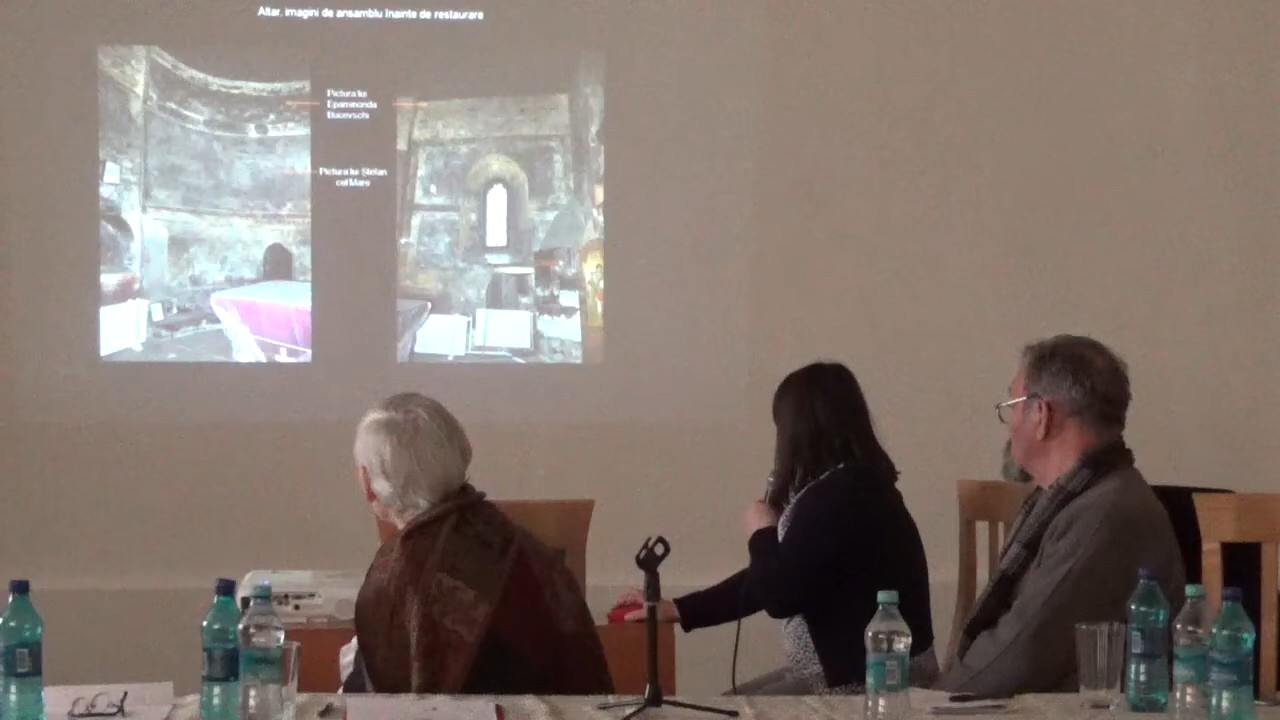 Altar, imagini de ansamblu înainte de restaurare
Pictura lui
Epaminonda
Bucevschi
Pictura lui Ștefan
cel Mare